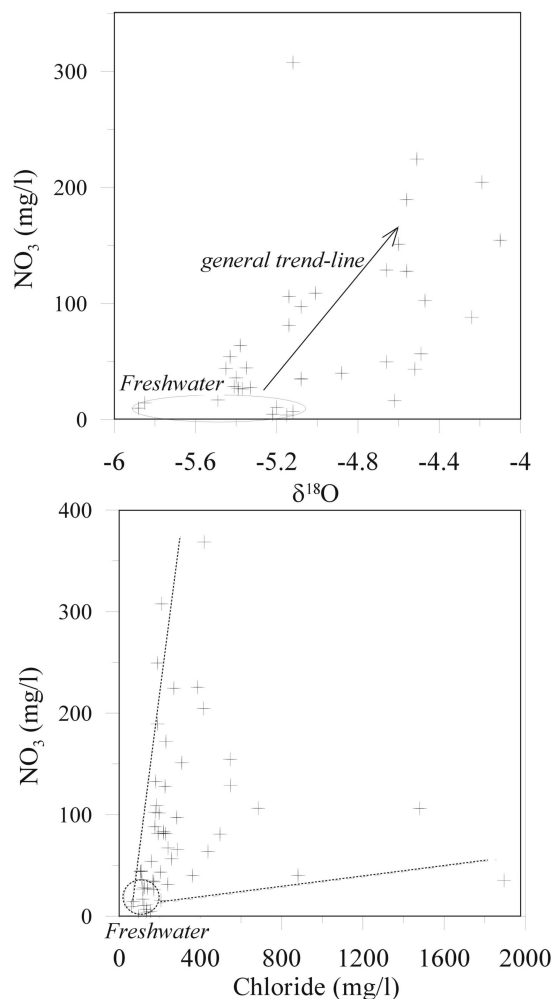 300
200
100
0
NO₃ (mg/l)
general trend-line
Freshwater
-6 -5.6 -5.2 -4.8 -4.4 -4
δ¹⁸O
400
300
200
100
0
NO₃ (mg/l)
Freshwater
0 400 800 1200 1600 2000
Chloride (mg/l)